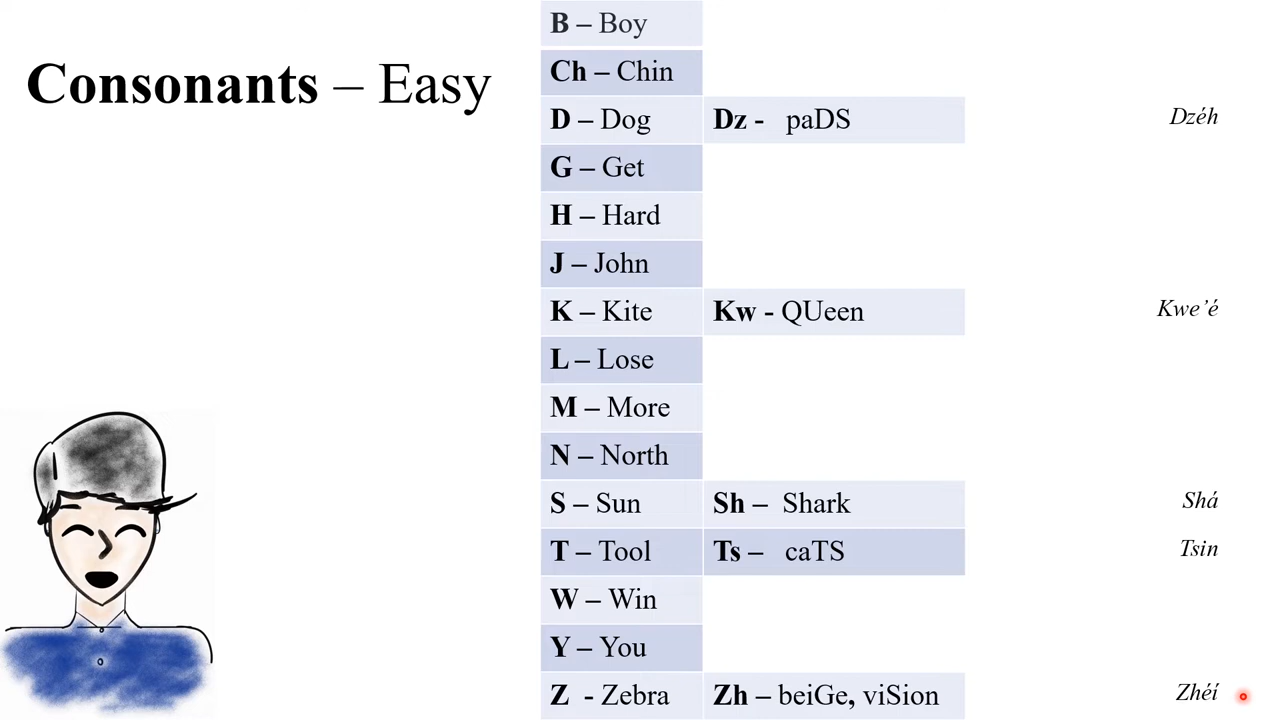 Consonants – Easy
B – Boy
Ch – Chin
D – Dog Dz - paDS Dzéh
G – Get
H – Hard
J – John
K – Kite Kw - QUeen Kwe’é
L – Lose
M – More
N – North
S – Sun Sh – Shark Shá
T – Tool Ts – caTS Tsin
W – Win
Y – You
Z - Zebra Zh – beiGe, viSion Zhéí